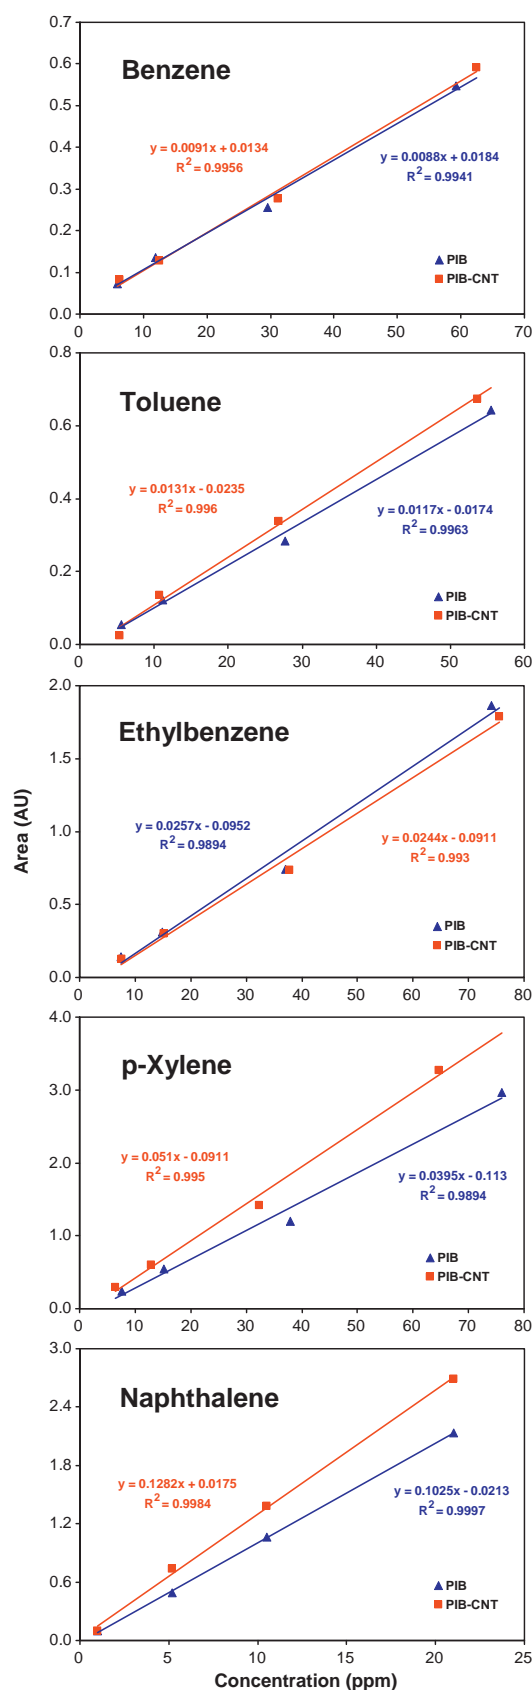 0.7
Benzene
0.6
0.5
y = 0.0091x + 0.0134
R² = 0.9956
y = 0.0088x + 0.0184
R² = 0.9941
0.4
0.3
0.2
PIB
PIB-CNT
0.1
0.0
0 10 20 30 40 50 60 70
0.8
Toluene
0.6
y = 0.0131x - 0.0235
R² = 0.996
y = 0.0117x - 0.0174
R² = 0.9963
0.4
0.2
PIB
PIB-CNT
0.0
0 10 20 30 40 50 60
2.0
Ethylbenzene
1.5
y = 0.0257x - 0.0952
R² = 0.9894
y = 0.0244x - 0.0911
R² = 0.993
1.0
Area (AU)
0.5
PIB
PIB-CNT
0.0
0 10 20 30 40 50 60 70 80
4.0
p-Xylene
3.0
y = 0.051x - 0.0911
R² = 0.995
y = 0.0395x - 0.113
R² = 0.9894
2.0
1.0
PIB
PIB-CNT
0.0
0 10 20 30 40 50 60 70 80
3.0
Naphthalene
2.4
1.8
y = 0.1282x + 0.0175
R² = 0.9984
y = 0.1025x - 0.0213
R² = 0.9997
1.2
0.6
PIB
PIB-CNT
0.0
0 5 10 15 20 25
Concentration (ppm)